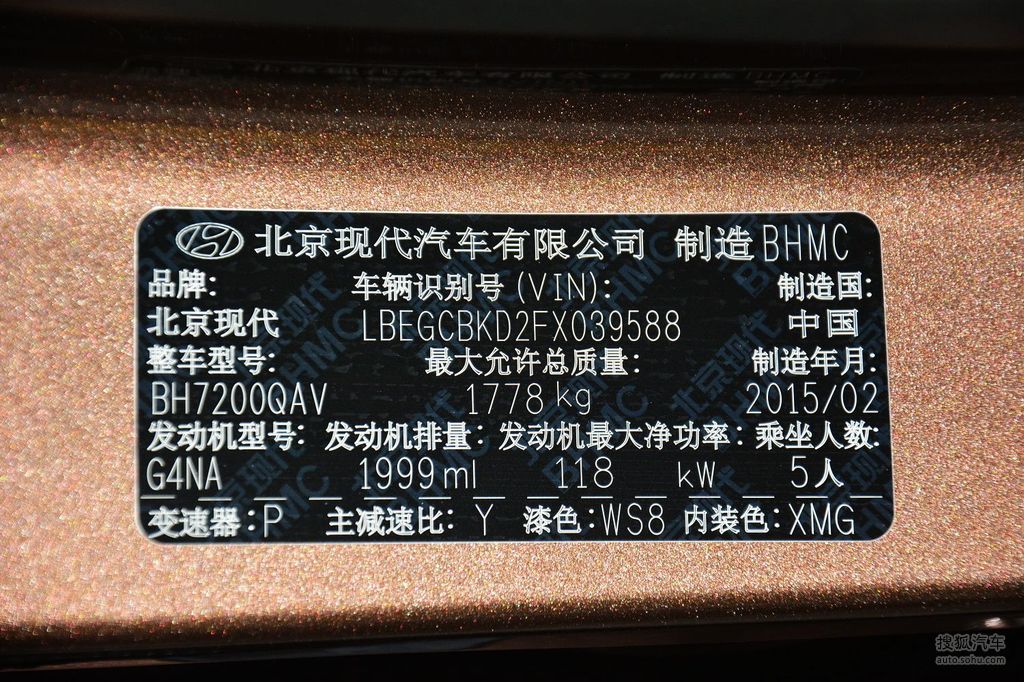 北京现代汽车有限公司 制造 BHMC
品牌: 车辆识别号(VIN): 制造国:
北京现代 LBEGCBKD2FX039588 中国
整车型号: 最大允许总质量: 制造年月:
BH7200QAV 1778kg 2015/02
发动机型号: 发动机排量: 发动机最大净功率: 乘坐人数:
G4NA 1999ml 118 kW 5人
变速器:P 主减速比: Y 漆色:WS8 内装色:XMG
搜狐汽车
auto.sohu.com